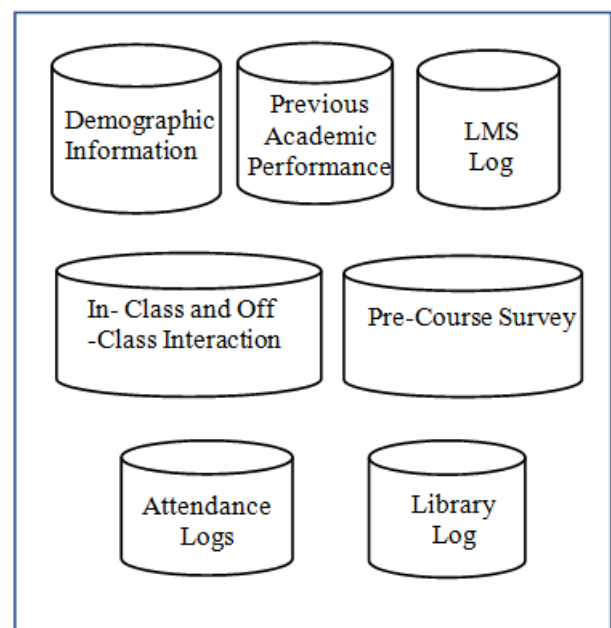 Demographic
Information
Previous
Academic
Performance
LMS
Log
In- Class and Off
-Class Interaction
Pre-Course Survey
Attendance
Logs
Library
Log